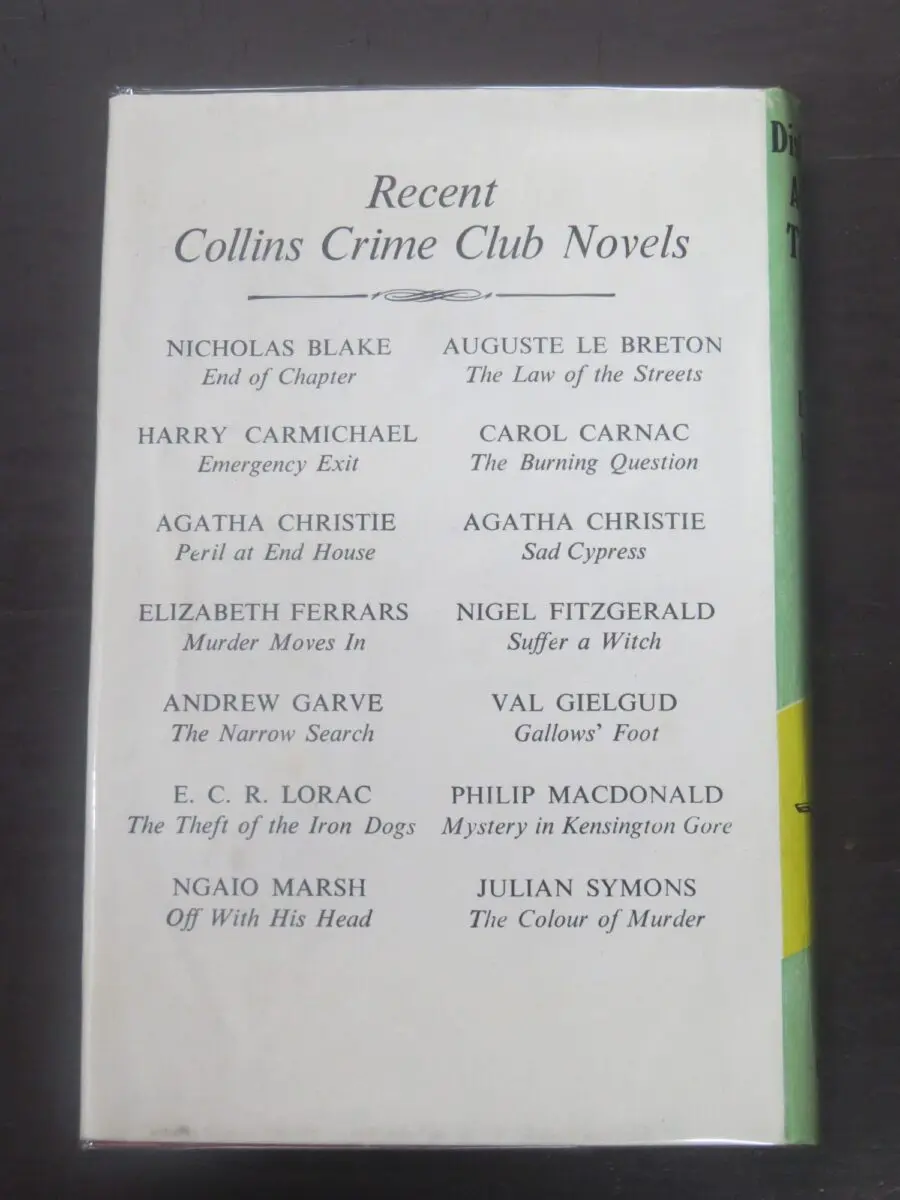 Recent
Collins Crime Club Novels
NICHOLAS BLAKE
End of Chapter
AUGUSTE LE BRETON
The Law of the Streets
HARRY CARMICHAEL
Emergency Exit
CAROL CARNAC
The Burning Question
AGATHA CHRISTIE
Peril at End House
AGATHA CHRISTIE
Sad Cypress
ELIZABETH FERRARS
Murder Moves In
NIGEL FITZGERALD
Suffer a Witch
ANDREW GARVE
The Narrow Search
VAL GIELGUD
Gallows' Foot
E. C. R. LORAC
The Theft of the Iron Dogs
PHILIP MACDONALD
Mystery in Kensington Gore
NGAIO MARSH
Off With His Head
JULIAN SYMONS
The Colour of Murder